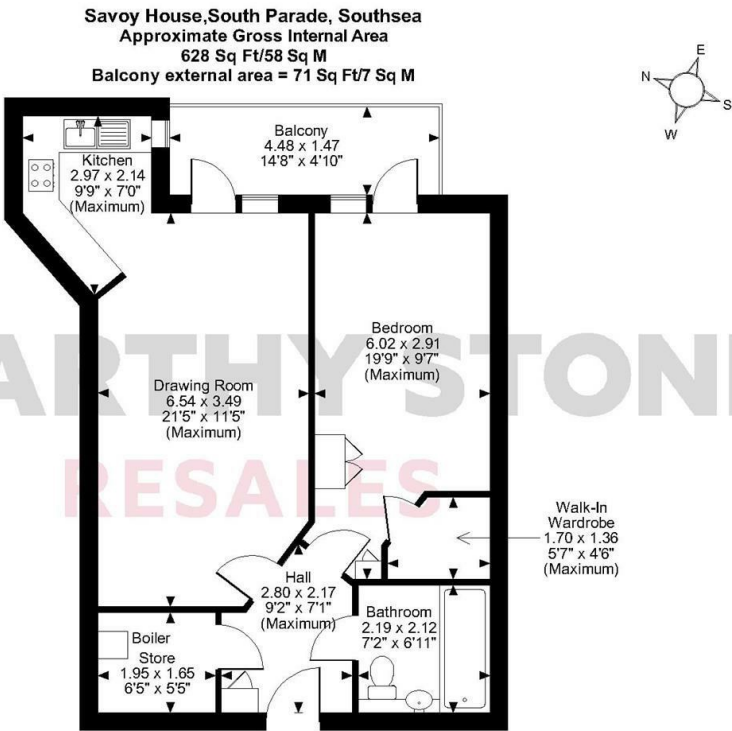 Savoy House,South Parade, Southsea
Approximate Gross Internal Area
628 Sq Ft/58 Sq M
Balcony external area = 71 Sq Ft/7 Sq M
E
N
S
W
Balcony
4.48 x 1.47
14'8" x 4'10"
Kitchen
2.97 x 2.14
9'9" x 7'0"
(Maximum)
Bedroom
6.02 x 2.91
19'9" x 9'7"
(Maximum)
Drawing Room
6.54 x 3.49
21'5" x 11'5"
(Maximum)
ARTHY STONE
RESALES
Walk-In
Wardrobe
1.70 x 1.36
5'7" x 4'6"
(Maximum)
Hall
2.80 x 2.17
9'2" x 7'1"
(Maximum)
Bathroom
2.19 x 2.12
7'2" x 6'11"
Boiler
Store
1.95 x 1.65
6'5" x 5'5"